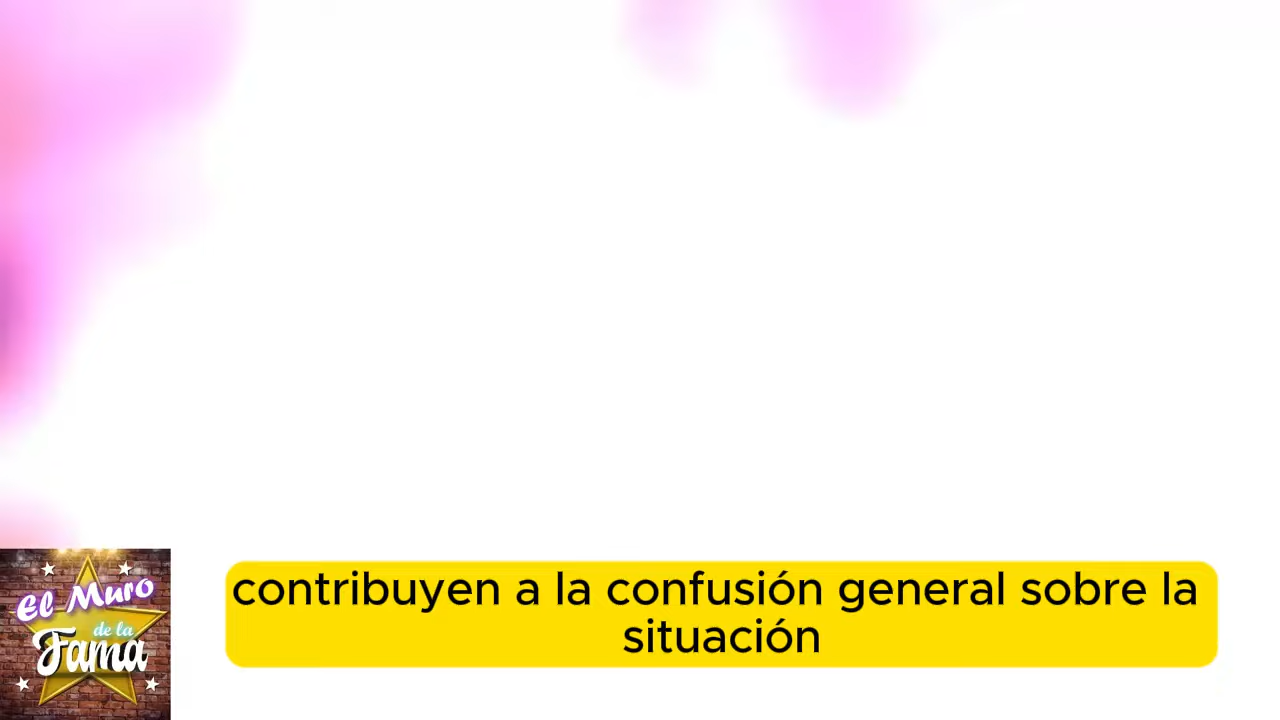 El Muro
de la
Fama
contribuyen a la confusión general sobre la
situación